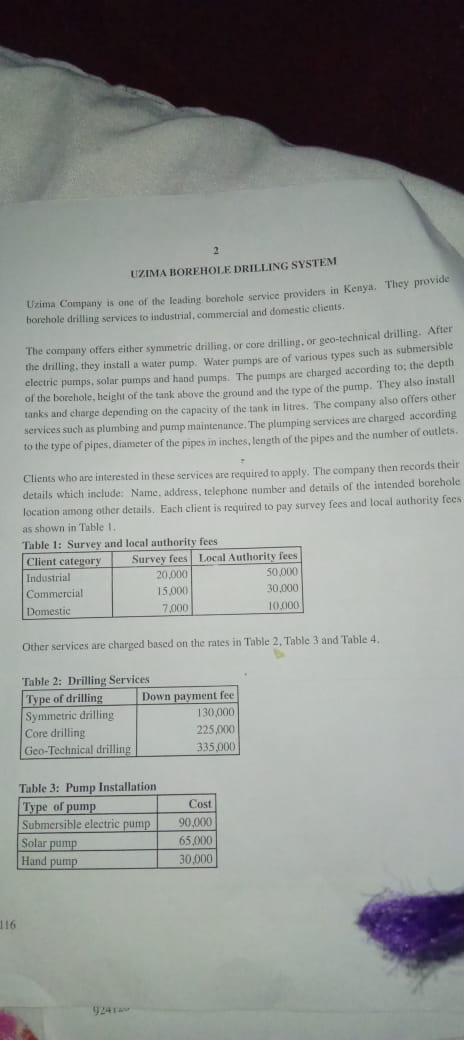 2
UZIMA BOREHOLE DRILLING SYSTEM
Uzima Company is one of the leading borehole service providers in Kenya. They provide
borehole drilling services to industrial, commercial and domestic clients.
The company offers either symmetric drilling, or core drilling, or geo-technical drilling. After
the drilling, they install a water pump. Water pumps are of various types such as submersible
electric pumps, solar pumps and hand pumps. The pumps are charged according to; the depth
of the borehole, height of the tank above the ground and the type of the pump. They also install
tanks and charge depending on the capacity of the tank in litres. The company also offers other
services such as plumbing and pump maintenance. The plumping services are charged according
to the type of pipes, diameter of the pipes in inches, length of the pipes and the number of outlets.
Clients who are interested in these services are required to apply. The company then records their
details which include: Name, address, telephone number and details of the intended borehole
location among other details. Each client is required to pay survey fees and local authority fees
as shown in Table 1.
Table 1: Survey and local authority fees
Client category Survey fees Local Authority fees
Industrial 20,000 50,000
Commercial 15,000 30,000
Domestic 7,000 10,000
Other services are charged based on the rates in Table 2, Table 3 and Table 4.
Table 2: Drilling Services
Type of drilling Down payment fee
Symmetric drilling 130,000
Core drilling 225,000
Geo-Technical drilling 335,000
Table 3: Pump Installation
Type of pump Cost
Submersible electric pump 90,000
Solar pump 65,000
Hand pump 30,000
116